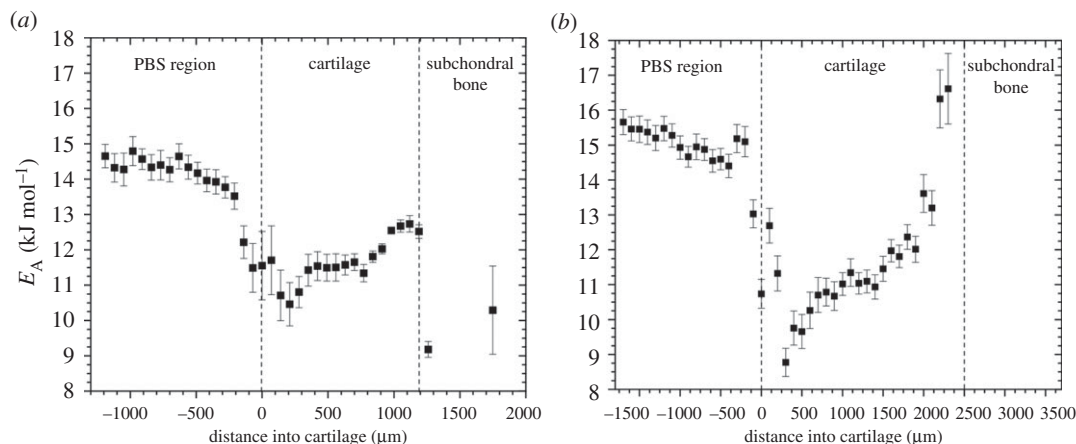 (a)
18
17
16
15
14
13
12
11
10
9
8
E_A (kJ mol⁻¹)
PBS region
cartilage
subchondral
bone
−1000 −500 0 500 1000 1500 2000
distance into cartilage (μm)
(b)
18
17
16
15
14
13
12
11
10
9
8
PBS region
cartilage
subchondral
bone
−1500 −1000 −500 0 500 1000 1500 2000 2500 3000 3500
distance into cartilage (μm)